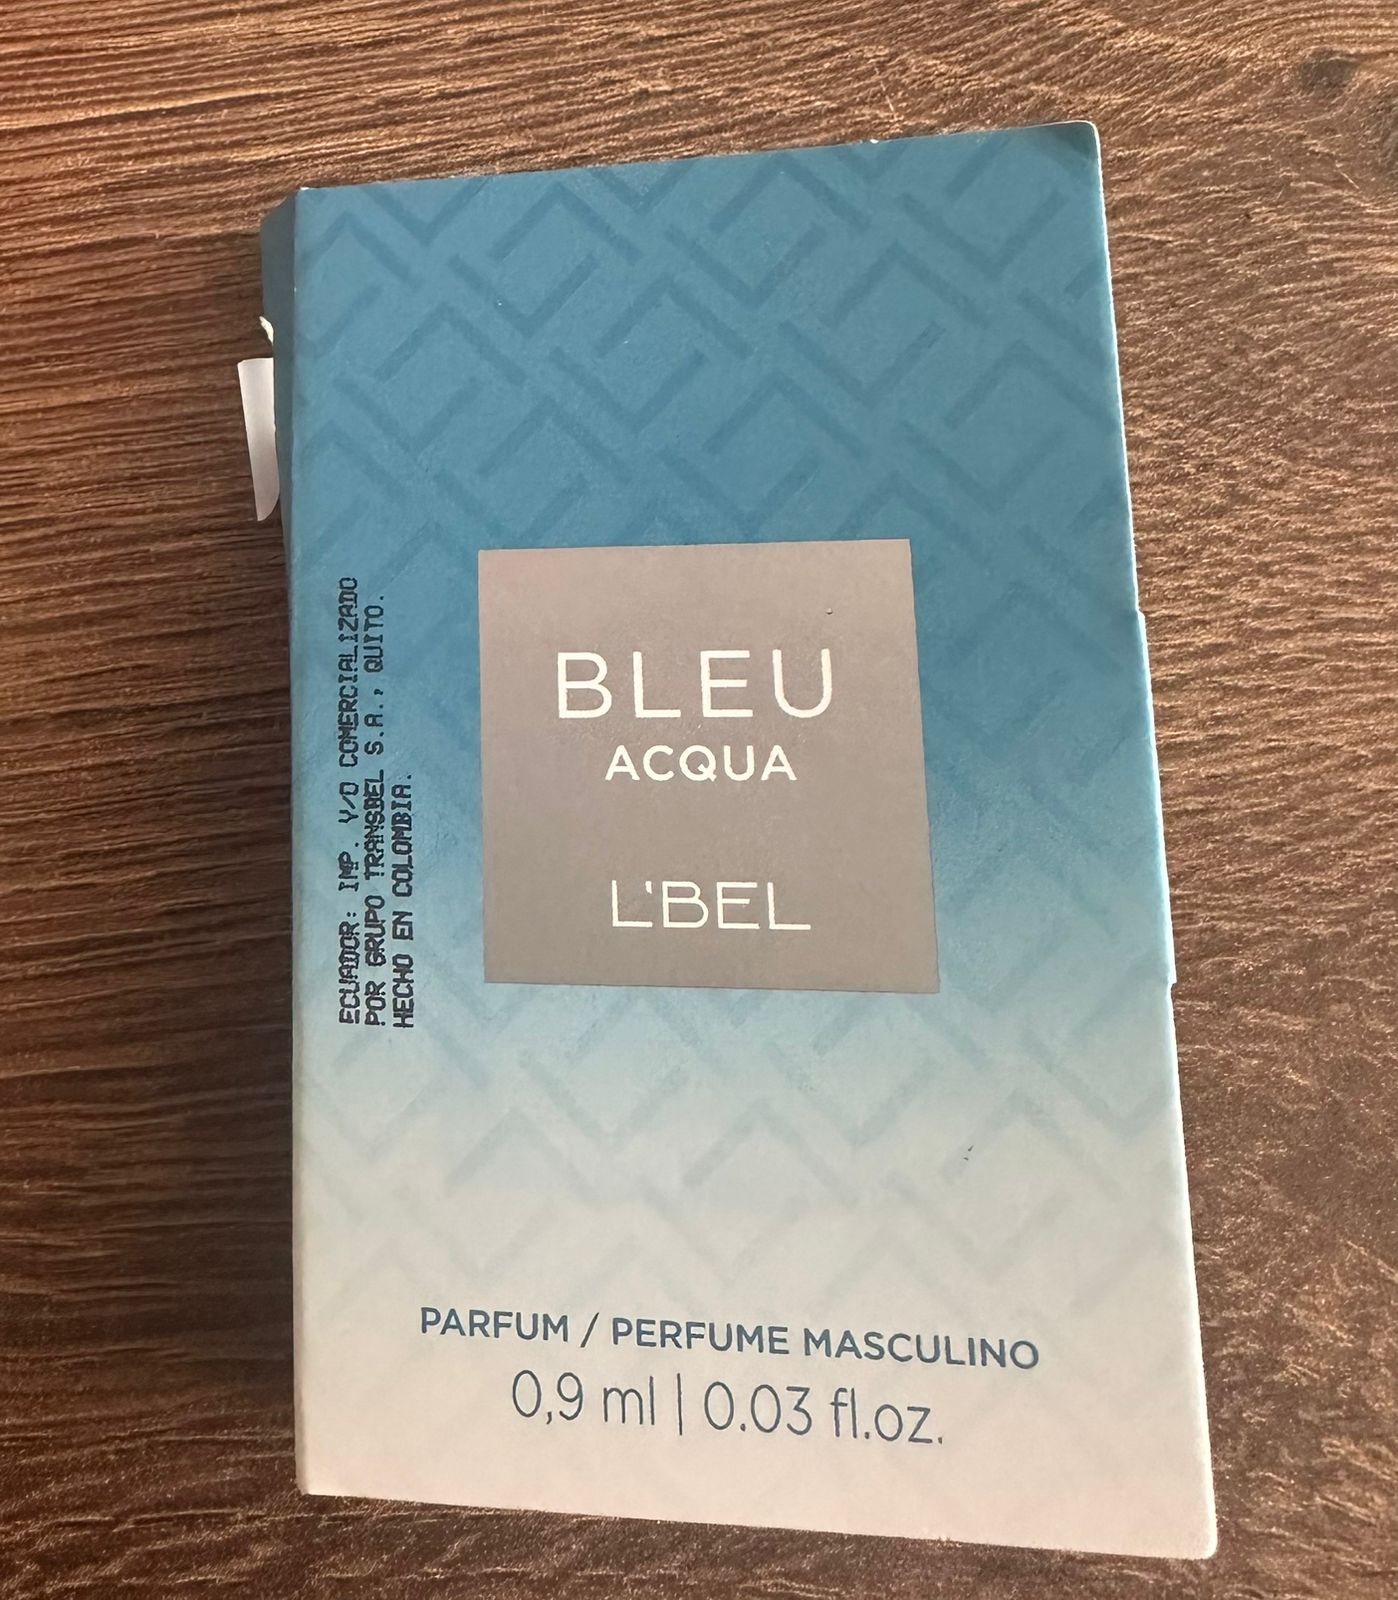 BLEU
ACQUA
L'BEL
ECUADOR: IMP. Y/O COMERCIALIZADO
POR GRUPO TRANSBEL S.A., QUITO.
HECHO EN COLOMBIA.
PARFUM / PERFUME MASCULINO
0,9 ml | 0.03 fl.oz.